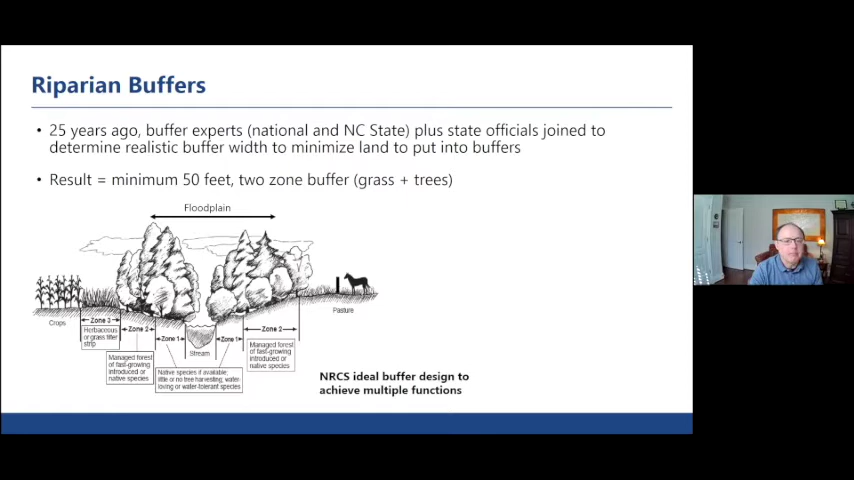 Riparian Buffers
• 25 years ago, buffer experts (national and NC State) plus state officials joined to
determine realistic buffer width to minimize land to put into buffers
• Result = minimum 50 feet, two zone buffer (grass + trees)
Floodplain
Crops
Zone 3
Herbaceous
or grass filter
strip
Zone 2
Managed forest
of fast-growing
introduced or
native species
Zone 1
Stream
Zone 1
Native species if available;
little or no tree harvesting; water-
loving or water-tolerant species
Zone 2
Managed forest
of fast-growing
introduced or
native species
Pasture
NRCS ideal buffer design to
achieve multiple functions